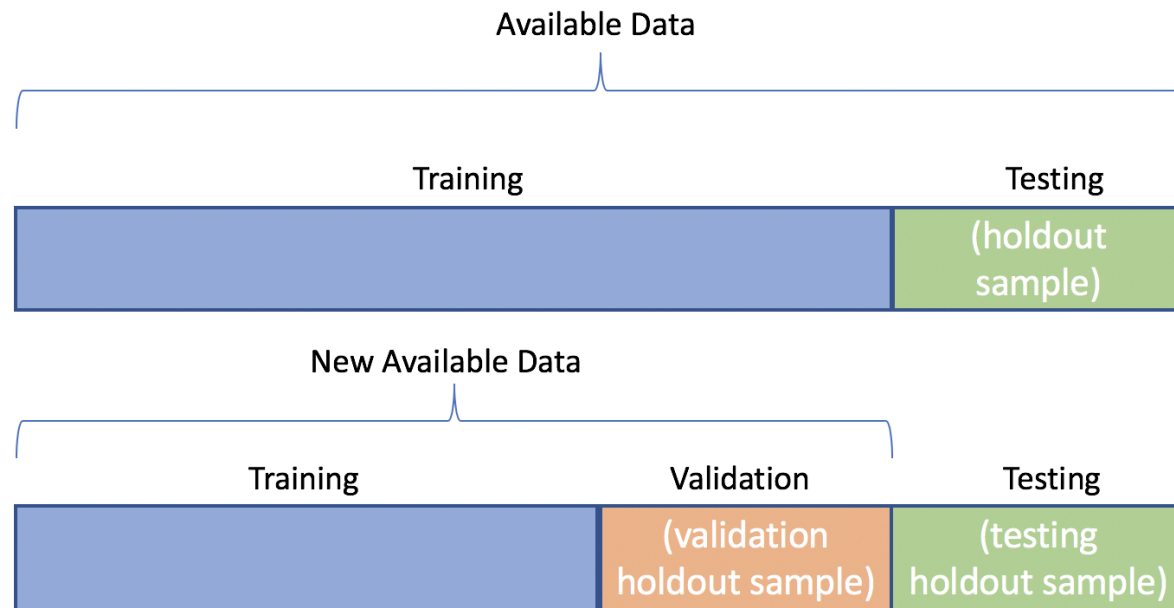 Available Data
Training
Testing
(holdout
sample)
New Available Data
Training
Validation
Testing
(validation
holdout sample)
(testing
holdout sample)